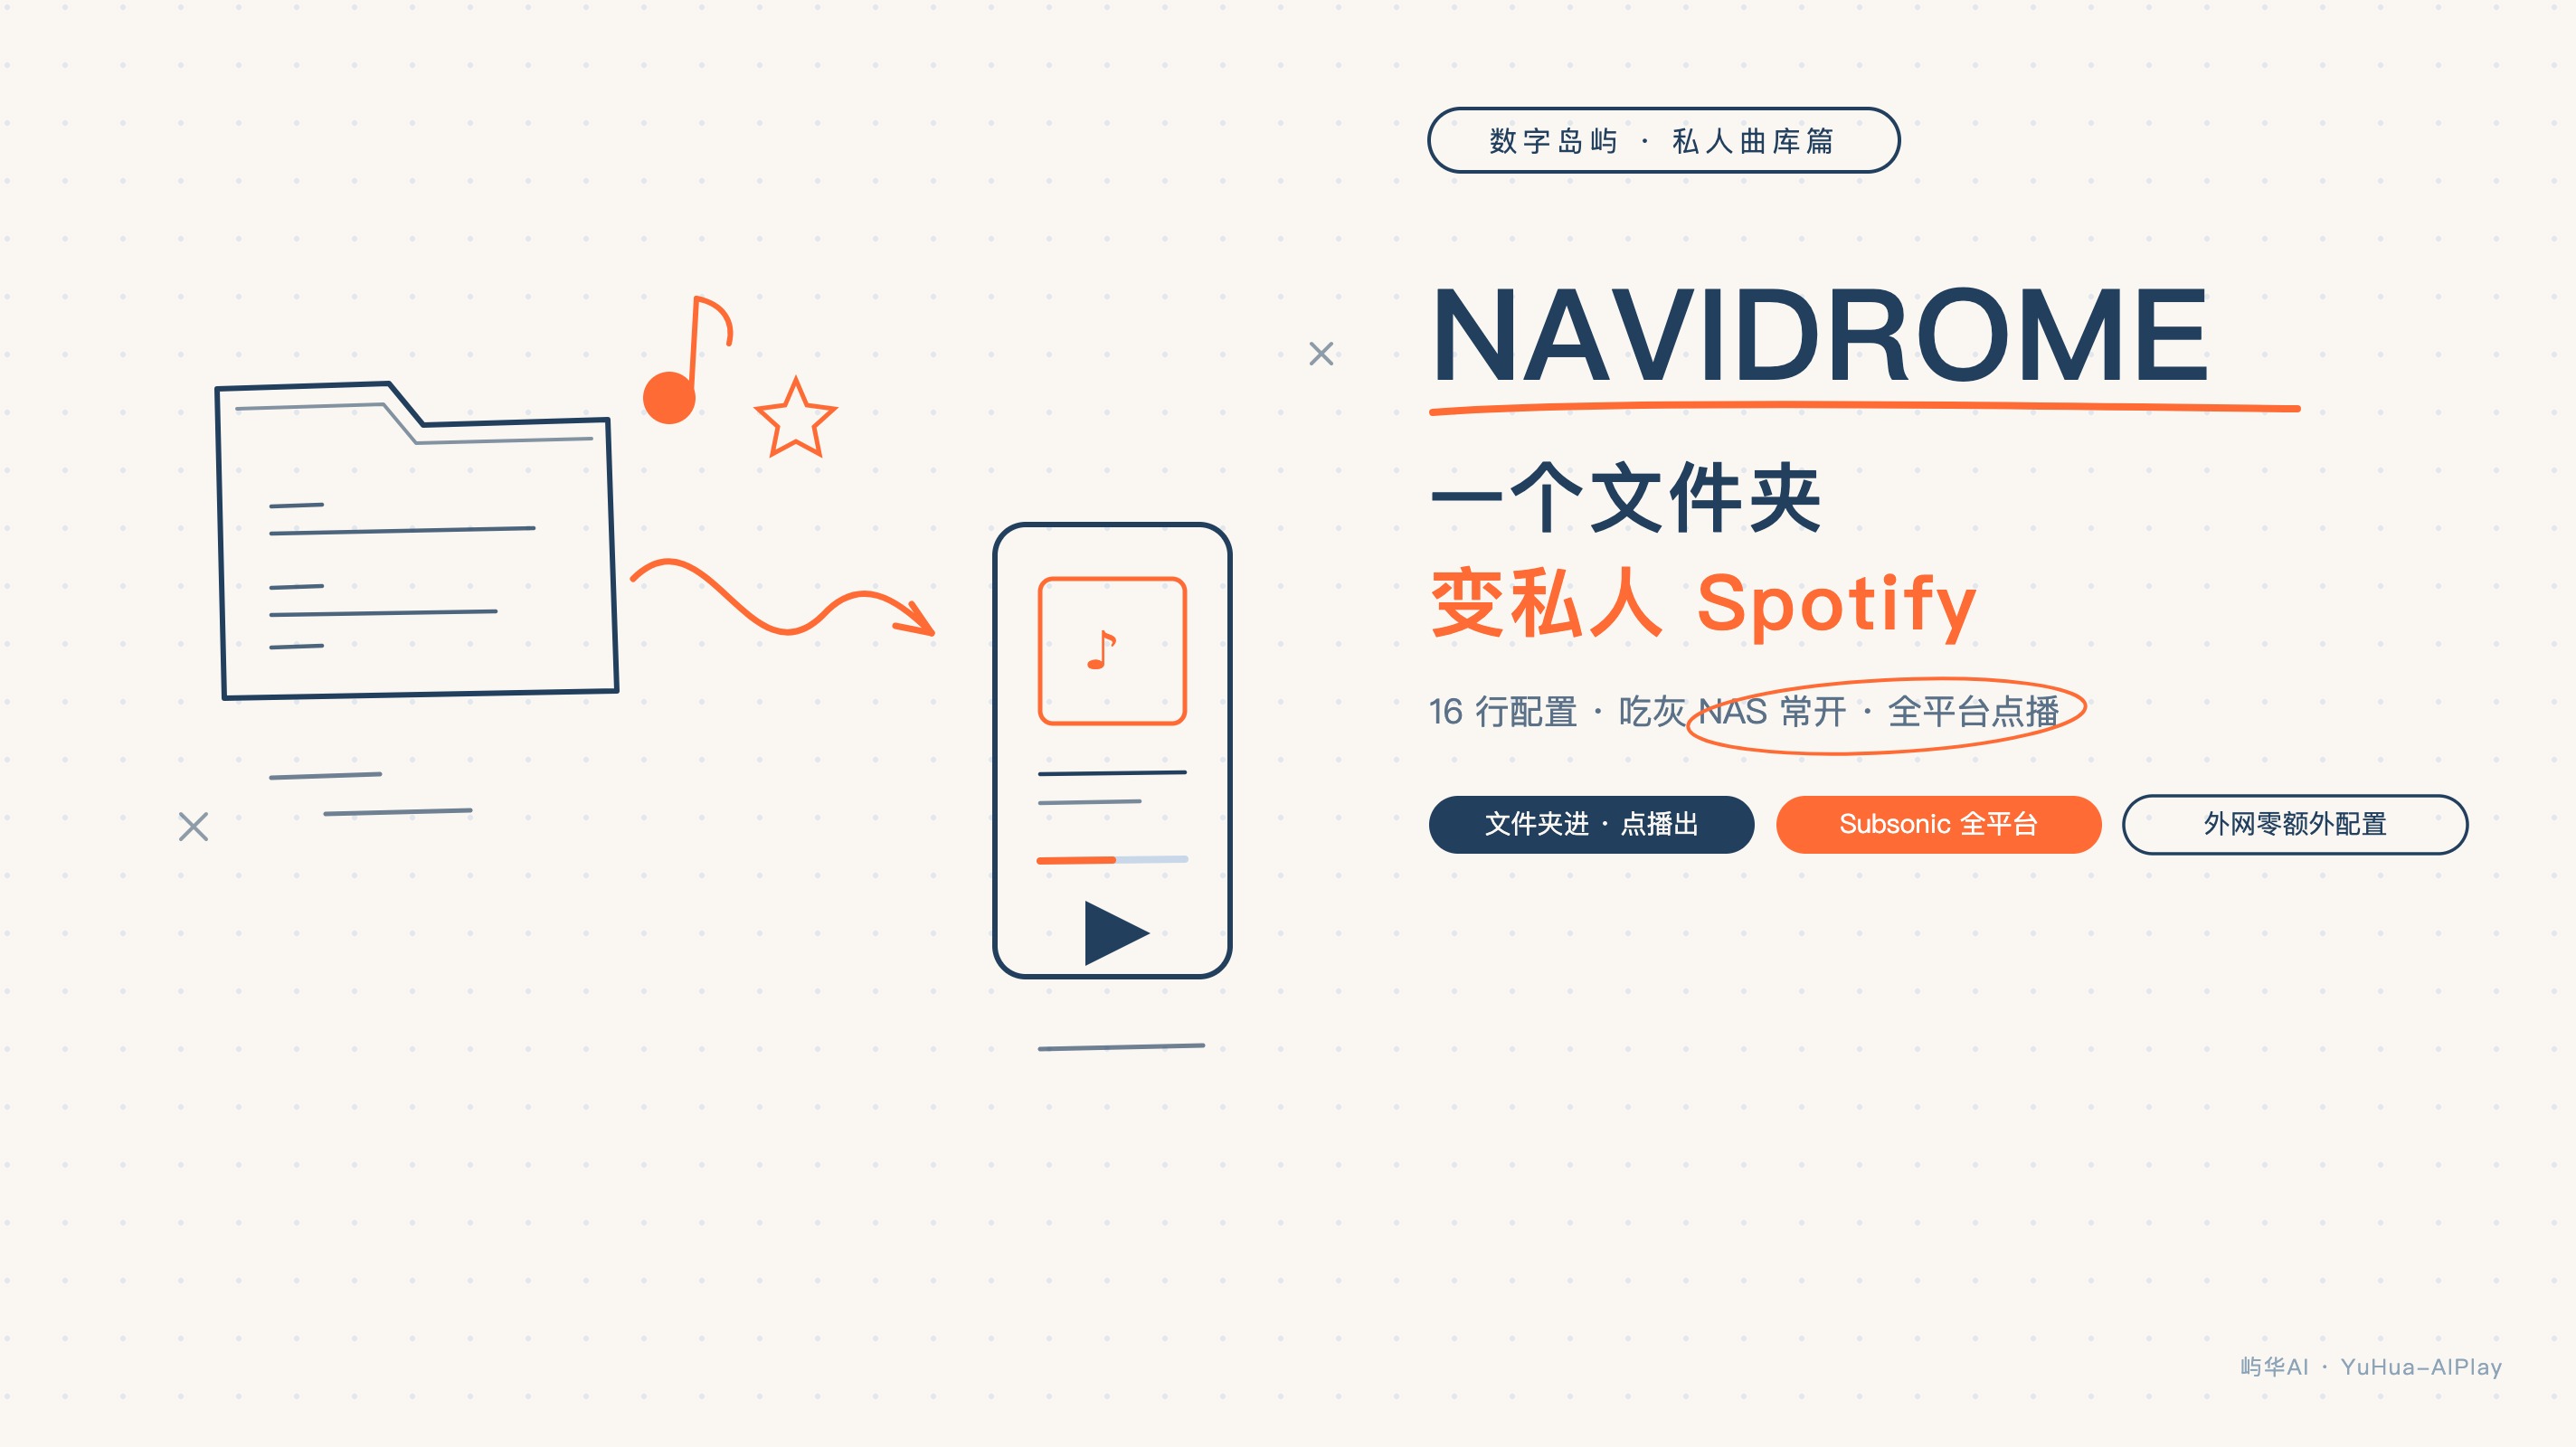 数字岛屿 · 私人曲库篇
NAVIDROME
一个文件夹
变私人 Spotify
16 行配置 · 吃灰 NAS 常开 · 全平台点播
文件夹进 · 点播出
Subsonic 全平台
外网零额外配置
屿华AI · YuHua-AIPlay